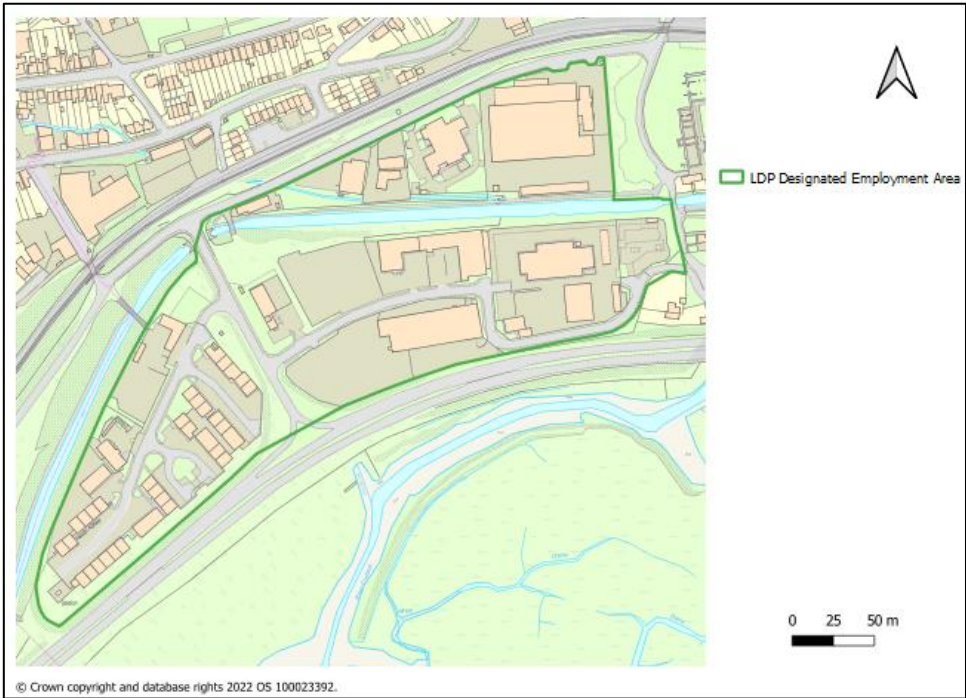 LDP Designated Employment Area
0 25 50 m
© Crown copyright and database rights 2022 OS 100023392.